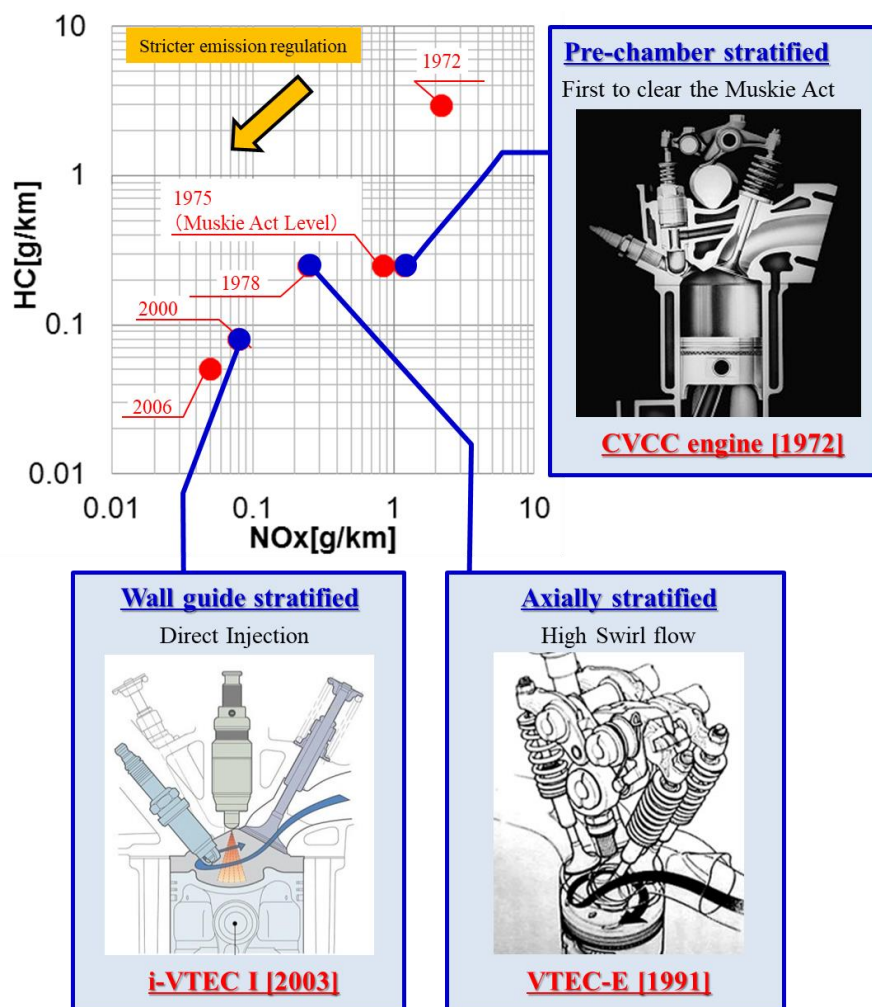 10
Stricter emission regulation
1972
1
1975
（Muskie Act Level）
HC[g/km]
1978
0.1
2000
2006
0.01
0.01
0.1
1
10
NOx[g/km]
Pre-chamber stratified
First to clear the Muskie Act
CVCC engine [1972]
Wall guide stratified
Direct Injection
i-VTEC I [2003]
Axially stratified
High Swirl flow
VTEC-E [1991]